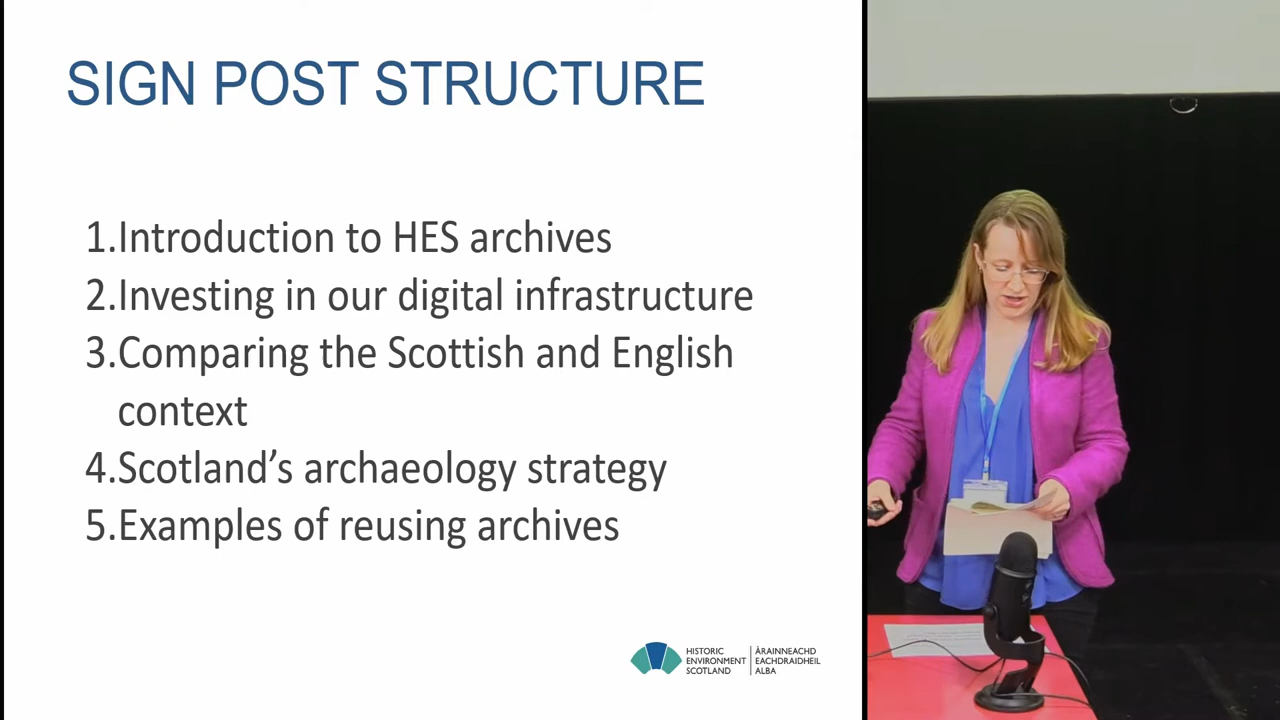 SIGN POST STRUCTURE
1.Introduction to HES archives
2.Investing in our digital infrastructure
3.Comparing the Scottish and English
context
4.Scotland's archaeology strategy
5.Examples of reusing archives
HISTORIC
ENVIRONMENT
SCOTLAND
ÀRAINNEACHD
EACHDRAIDHEIL
ALBA